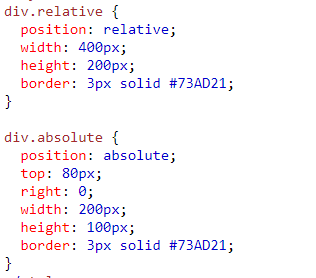 div.relative {
  position: relative;
  width: 400px;
  height: 200px;
  border: 3px solid #73AD21;
}

div.absolute {
  position: absolute;
  top: 80px;
  right: 0;
  width: 200px;
  height: 100px;
  border: 3px solid #73AD21;
}